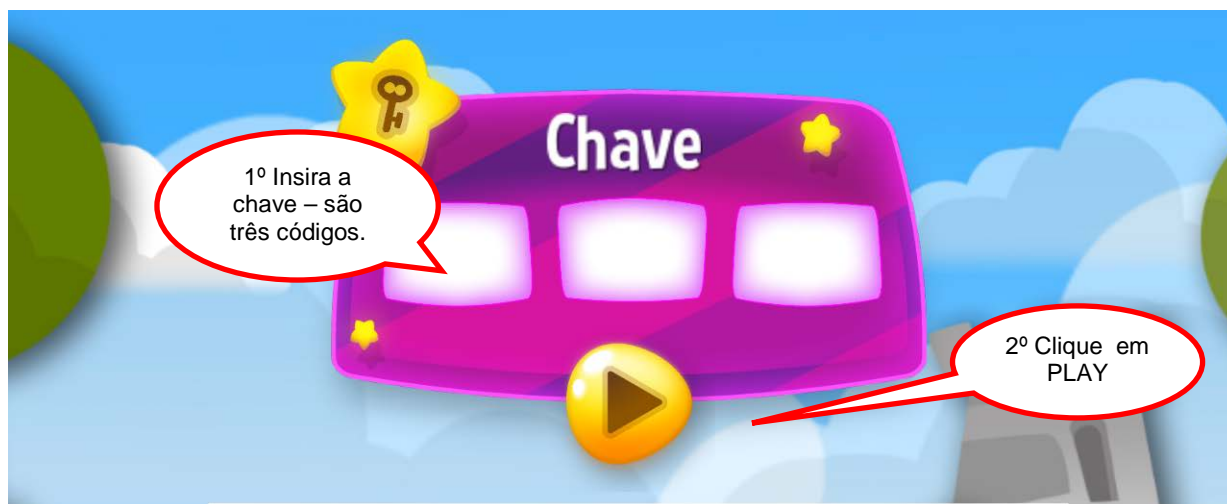 Chave
1º Insira a
chave – são
três códigos.
2º Clique em
PLAY